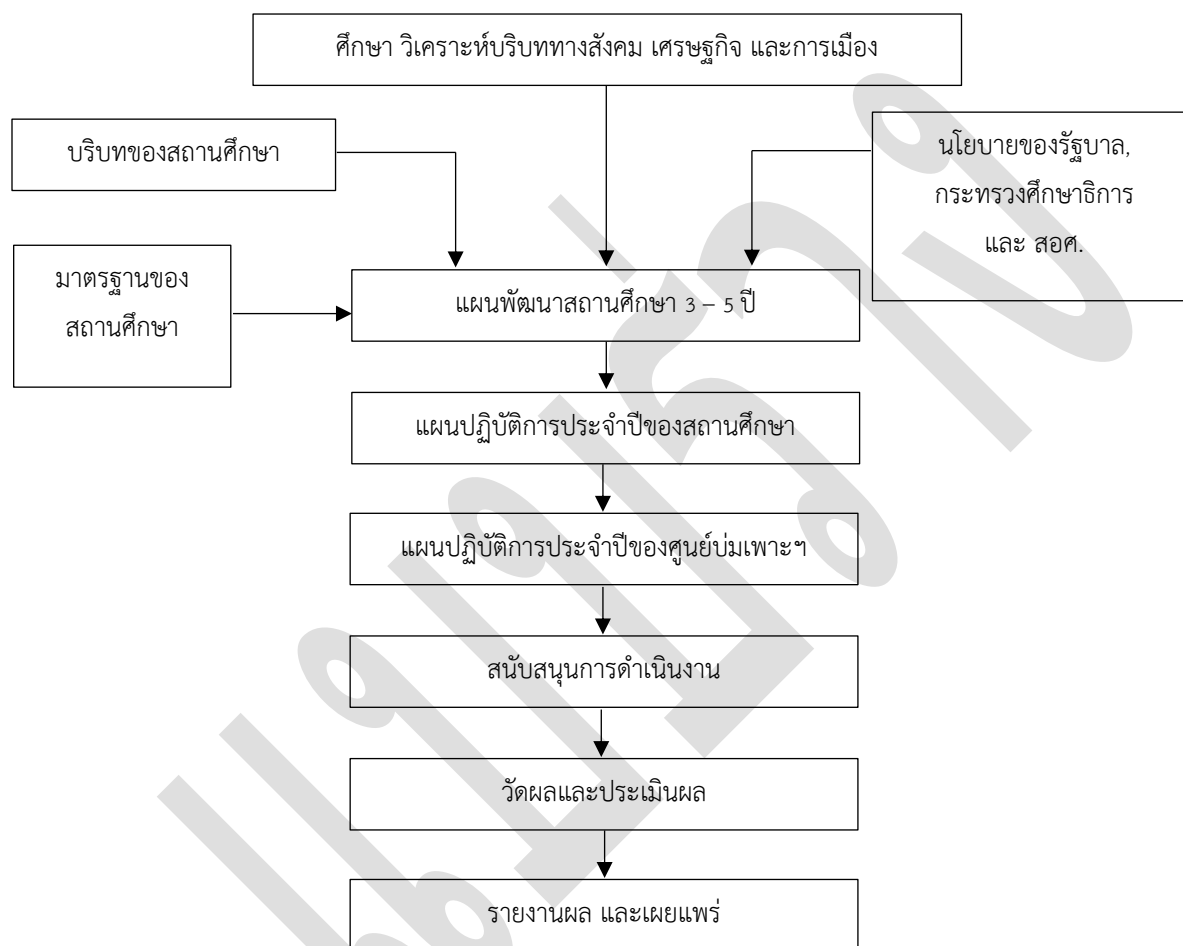 ศึกษา วิเคราะห์บริบททางสังคม เศรษฐกิจ และการเมือง
บริบทของสถานศึกษา
นโยบายของรัฐบาล,
กระทรวงศึกษาธิการ
และ สอศ.
มาตรฐานของ
สถานศึกษา
แผนพัฒนาสถานศึกษา 3 – 5 ปี
แผนปฏิบัติการประจำปีของสถานศึกษา
แผนปฏิบัติการประจำปีของศูนย์บ่มเพาะฯ
สนับสนุนการดำเนินงาน
วัดผลและประเมินผล
รายงานผล และเผยแพร่